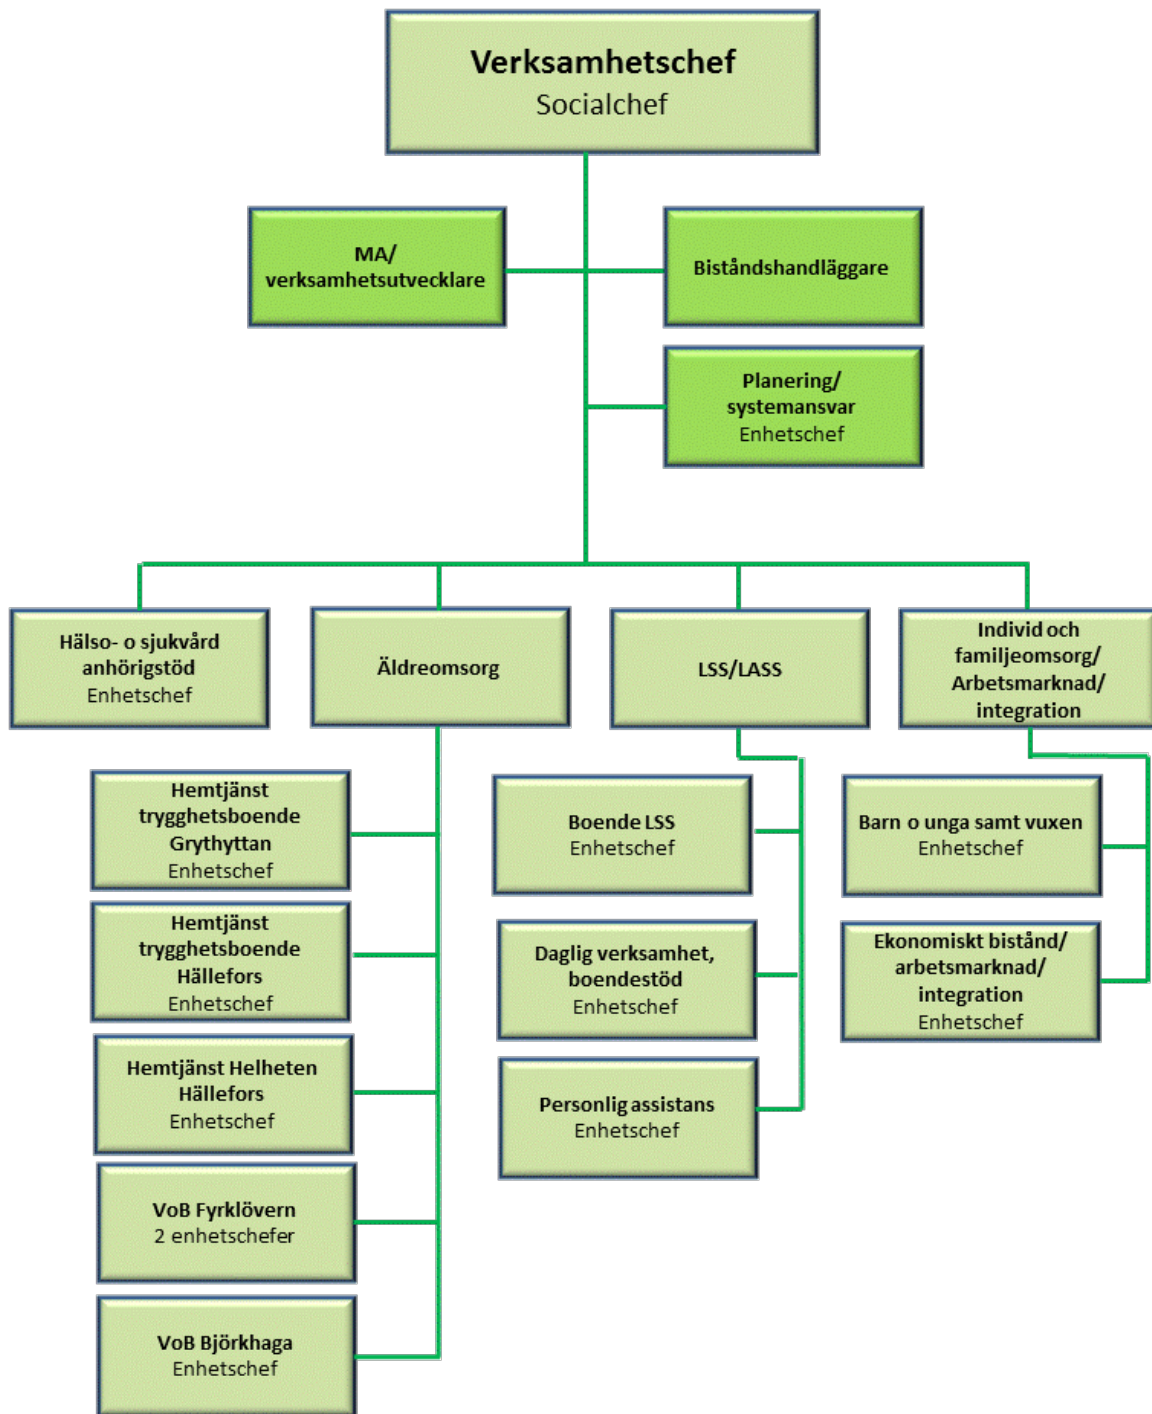 Verksamhetschef
Socialchef
MA/
verksamhetsutvecklare
Biståndshandläggare
Planering/
systemansvar
Enhetschef
Hälso- o sjukvård
anhörigstöd
Enhetschef
Äldreomsorg
LSS/LASS
Individ och
familjeomsorg/
Arbetsmarknad/
integration
Hemtjänst
trygghetsboende
Grythyttan
Enhetschef
Hemtjänst
trygghetsboende
Hällefors
Enhetschef
Hemtjänst Helheten
Hällefors
Enhetschef
VoB Fyrklövern
2 enhetschefer
VoB Björkhaga
Enhetschef
Boende LSS
Enhetschef
Daglig verksamhet,
boendestöd
Enhetschef
Personlig assistans
Enhetschef
Barn o unga samt vuxen
Enhetschef
Ekonomiskt bistånd/
arbetsmarknad/
integration
Enhetschef